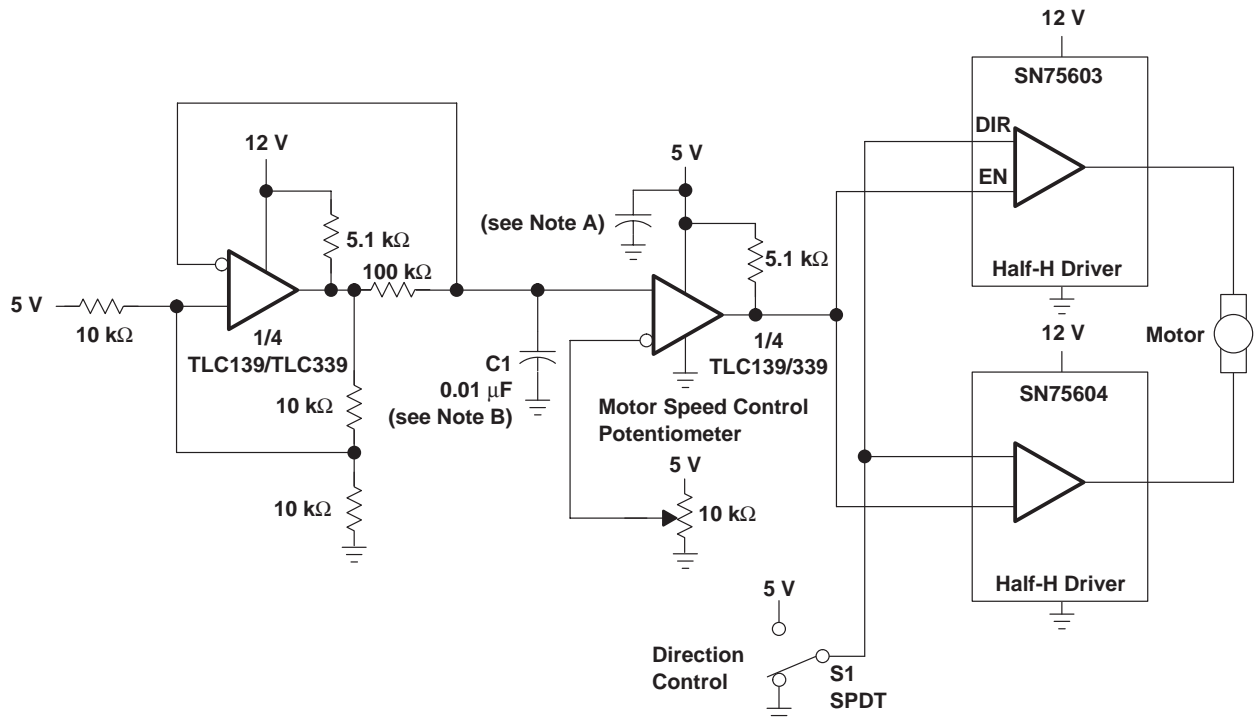 12 V
SN75603
DIR
EN
Half-H Driver
12 V
5.1 kΩ
100 kΩ
5 V
10 kΩ
1/4
TLC139/TLC339
10 kΩ
10 kΩ
5 V
(see Note A)
5.1 kΩ
1/4
TLC139/339
C1
0.01 μF
(see Note B)
Motor Speed Control
Potentiometer
5 V
10 kΩ
12 V
Motor
SN75604
Half-H Driver
5 V
Direction
Control
S1
SPDT